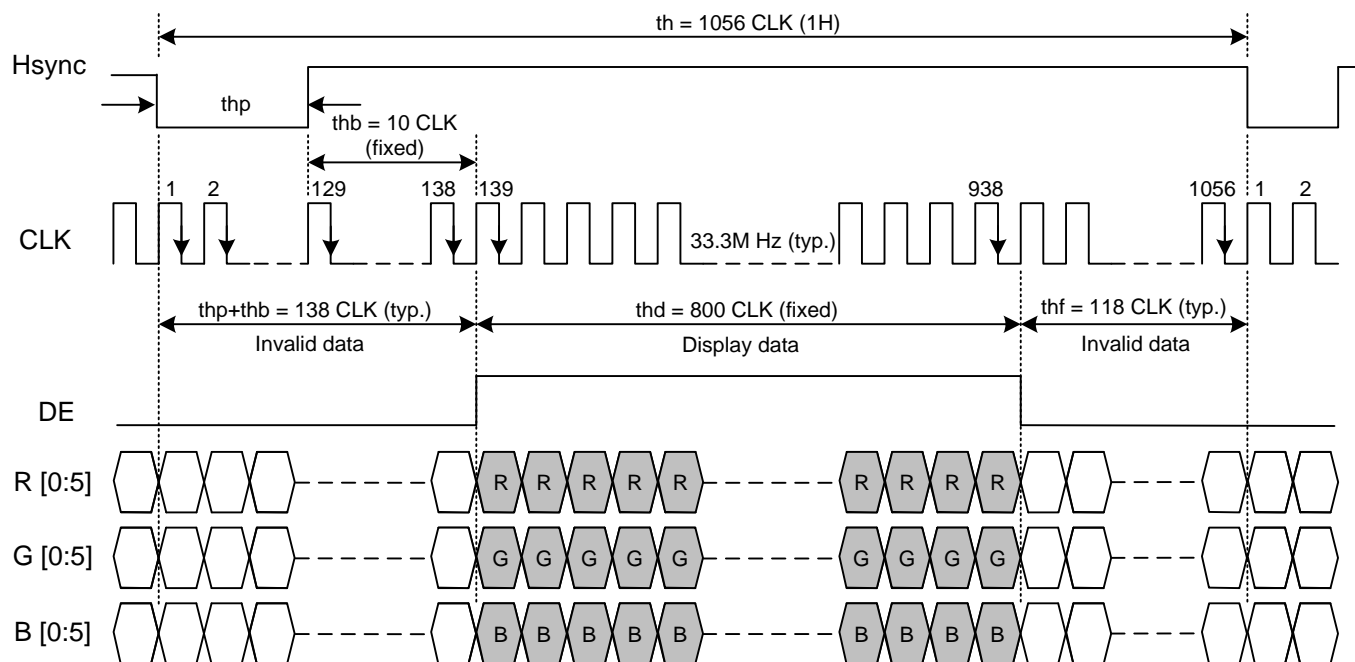 th = 1056 CLK (1H)
Hsync
thp
thb = 10 CLK
(fixed)
1 2 129 138 139 938 1056 1 2
CLK
33.3M Hz (typ.)
thp+thb = 138 CLK (typ.) thd = 800 CLK (fixed) thf = 118 CLK (typ.)
Invalid data Display data Invalid data
DE
R [0:5] R R R R R R R R R
G [0:5] G G G G G G G G G
B [0:5] B B B B B B B B B